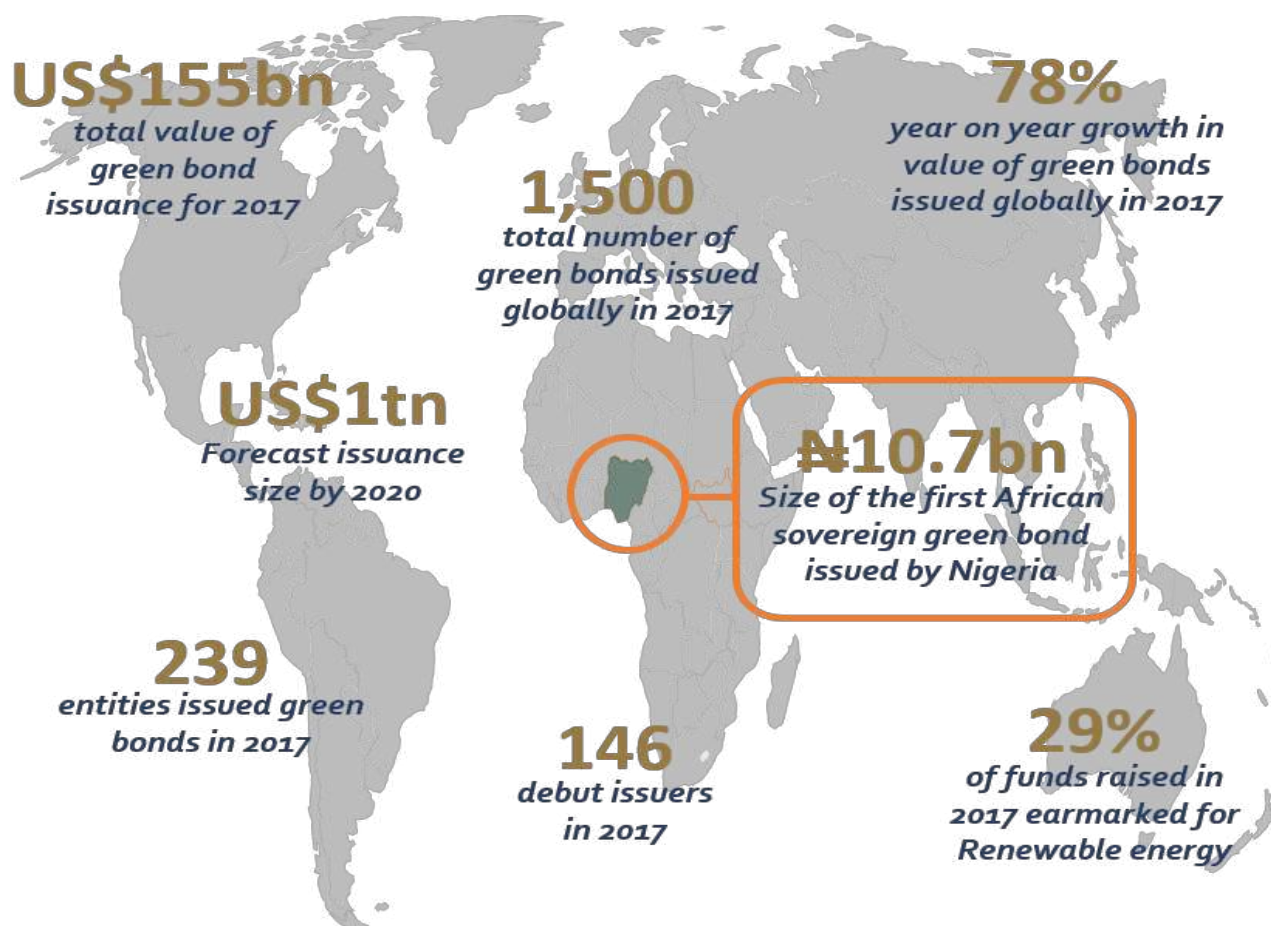 US$155bn
total value of
green bond
issuance for 2017
78%
year on year growth in
value of green bonds
issued globally in 2017
1,500
total number of
green bonds issued
globally in 2017
US$1tn
Forecast issuance
size by 2020
₦10.7bn
Size of the first African
sovereign green bond
issued by Nigeria
239
entities issued green
bonds in 2017
146
debut issuers
in 2017
29%
of funds raised in
2017 earmarked for
Renewable energy